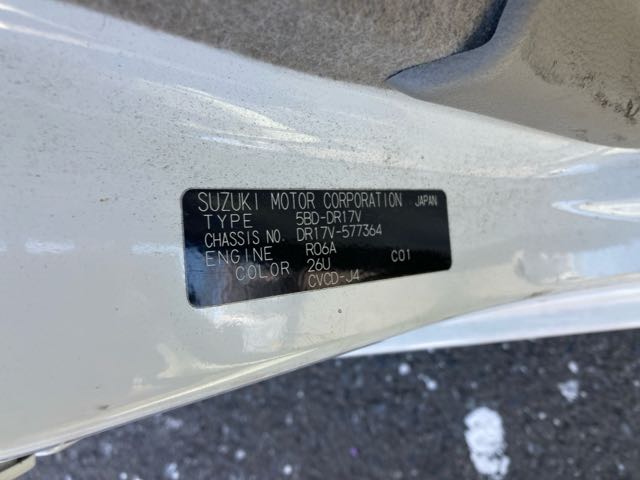 SUZUKI MOTOR CORPORATION JAPAN
TYPE 5BD-DR17V
CHASSIS NO. DR17V-577364
ENGINE R06A C01
COLOR 26U
CVCD-J4